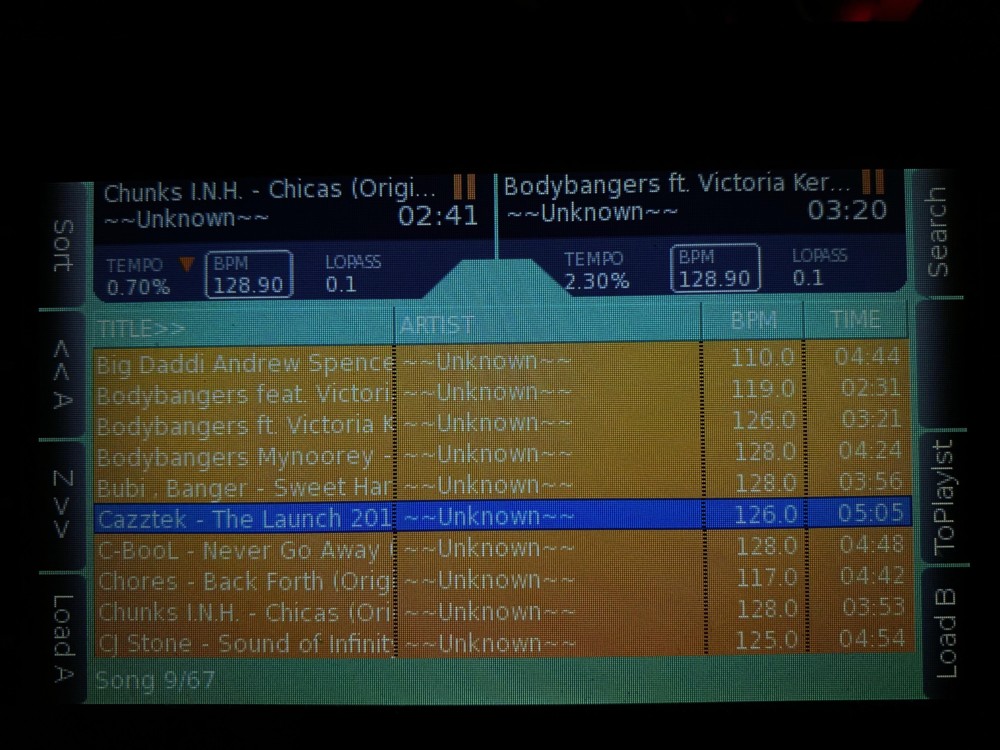 Chunks I.N.H. - Chicas (Origi...
~~Unknown~~ 02:41
TEMPO BPM LOPASS
0.70% 128.90 0.1
Bodybangers ft. Victoria Ker...
~~Unknown~~ 03:20
TEMPO BPM LOPASS
2.30% 128.90 0.1
Sort
<< A
Z >>
Load A
TITLE>> ARTIST BPM TIME
Big Daddi Andrew Spence ~~Unknown~~ 110.0 04:44
Bodybangers feat. Victori ~~Unknown~~ 119.0 02:31
Bodybangers ft. Victoria K ~~Unknown~~ 126.0 03:21
Bodybangers Mynoorey - ~~Unknown~~ 128.0 04:24
Bubi , Banger - Sweet Har ~~Unknown~~ 128.0 03:56
Cazztek - The Launch 201 ~~Unknown~~ 126.0 05:05
C-BooL - Never Go Away ( ~~Unknown~~ 128.0 04:48
Chores - Back Forth (Orig ~~Unknown~~ 117.0 04:42
Chunks I.N.H. - Chicas (Ori ~~Unknown~~ 128.0 03:53
CJ Stone - Sound of Infinit ~~Unknown~~ 125.0 04:54
Song 9/67
Search
ToPlaylst
Load B